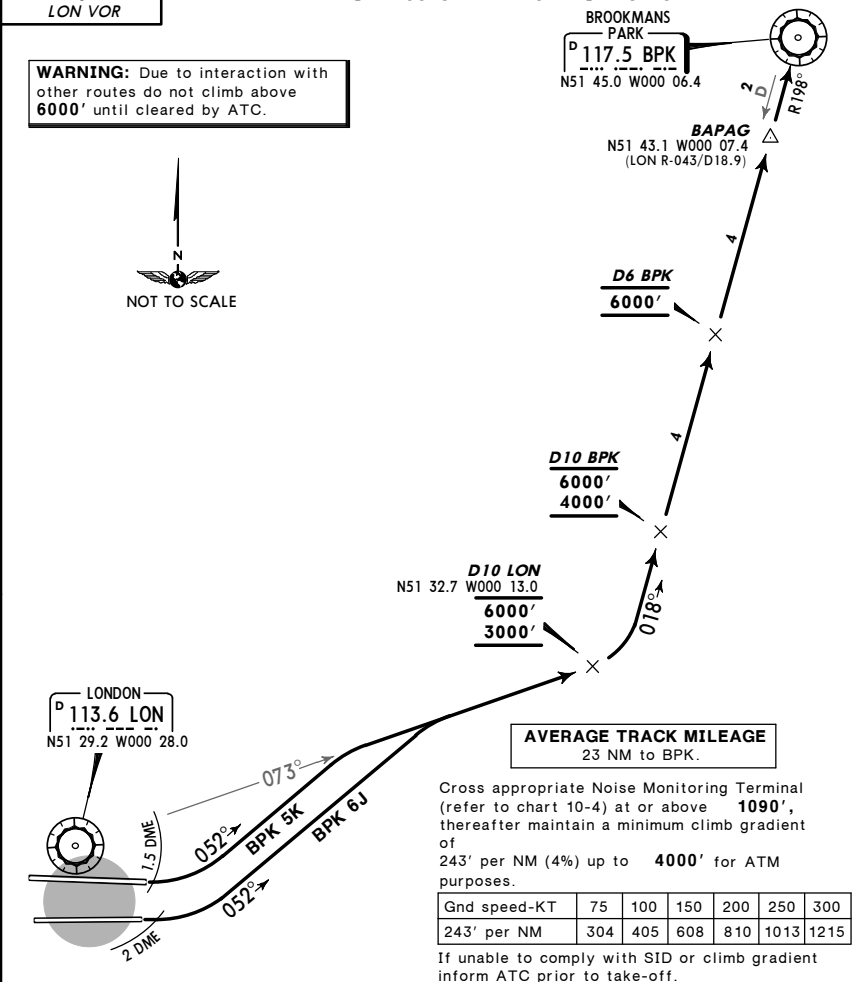 LON VOR
WARNING: Due to interaction with
other routes do not climb above
6000' until cleared by ATC.
N
NOT TO SCALE
BROOKMANS
PARK
D 117.5 BPK
N51 45.0 W000 06.4
2
D
R198°
BAPAG
N51 43.1 W000 07.4
(LON R-043/D18.9)
4
D6 BPK
6000'
4
D10 BPK
6000'
4000'
018°
D10 LON
N51 32.7 W000 13.0
6000'
3000'
LONDON
D 113.6 LON
N51 29.2 W000 28.0
073°
1.5 DME
052°
BPK 5K
BPK 6J
052°
2 DME
AVERAGE TRACK MILEAGE
23 NM to BPK.
Cross appropriate Noise Monitoring Terminal
(refer to chart 10-4) at or above 1090',
thereafter maintain a minimum climb gradient
of
243' per NM (4%) up to 4000' for ATM
purposes.
Gnd speed-KT 75 100 150 200 250 300
243' per NM 304 405 608 810 1013 1215
If unable to comply with SID or climb gradient
inform ATC prior to take-off.